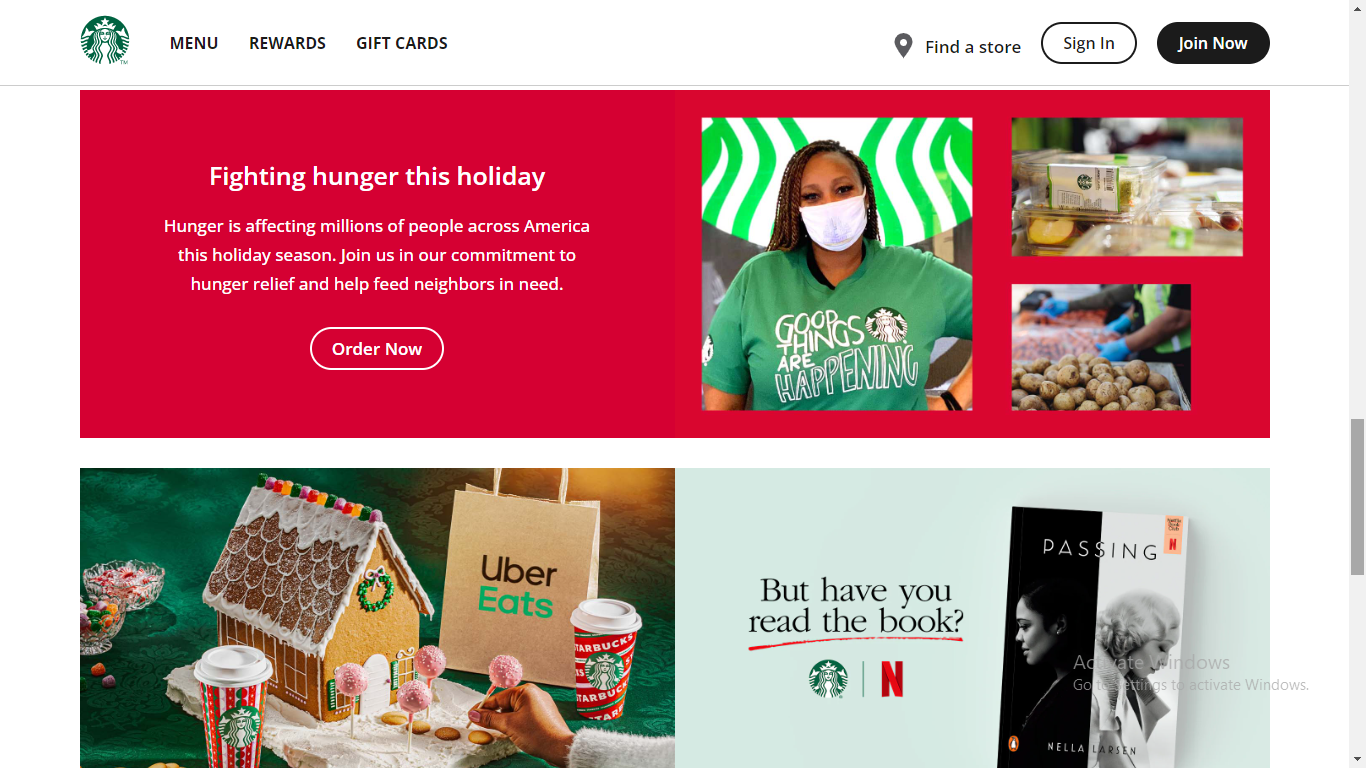 MENU
REWARDS
GIFT CARDS
Find a store
Sign In
Join Now
Fighting hunger this holiday
Hunger is affecting millions of people across America
this holiday season. Join us in our commitment to
hunger relief and help feed neighbors in need.
Order Now
GOOD
THINGS
ARE
HAPPENING
Uber
Eats
STARBUCKS
STARBUCKS
But have you
read the book?
N
PASSING
N
NELLA LARSEN
Activate Windows
Go to Settings to activate Windows.